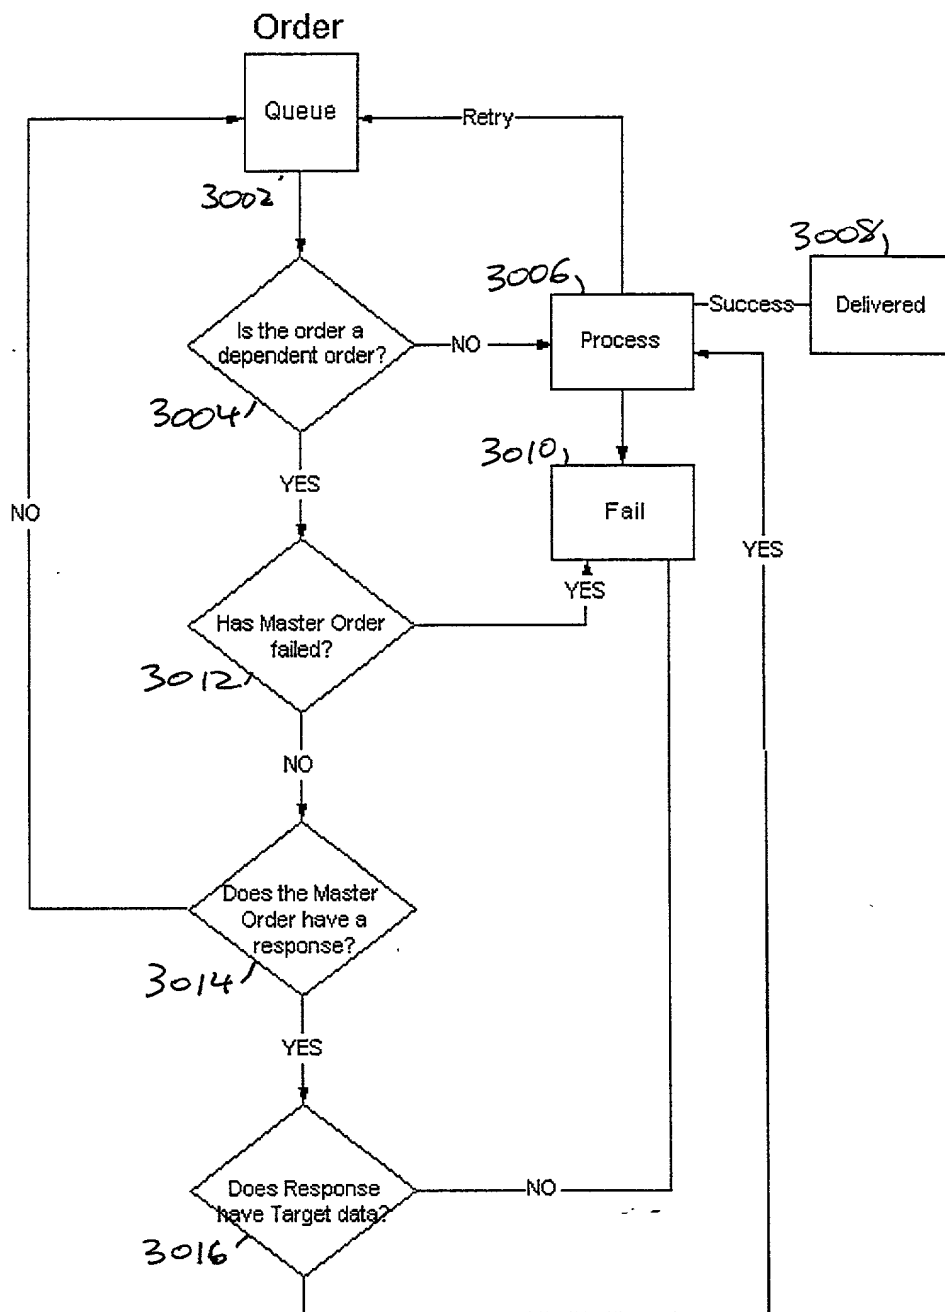 Order
Queue
Retry
3002
3008
3006
Success
Delivered
Is the order a
dependent order?
NO
Process
3004
3010
YES
Fail
NO
YES
YES
Has Master Order
failed?
3012
NO
Does the Master
Order have a
response?
3014
YES
Does Response
have Target data?
NO
3016